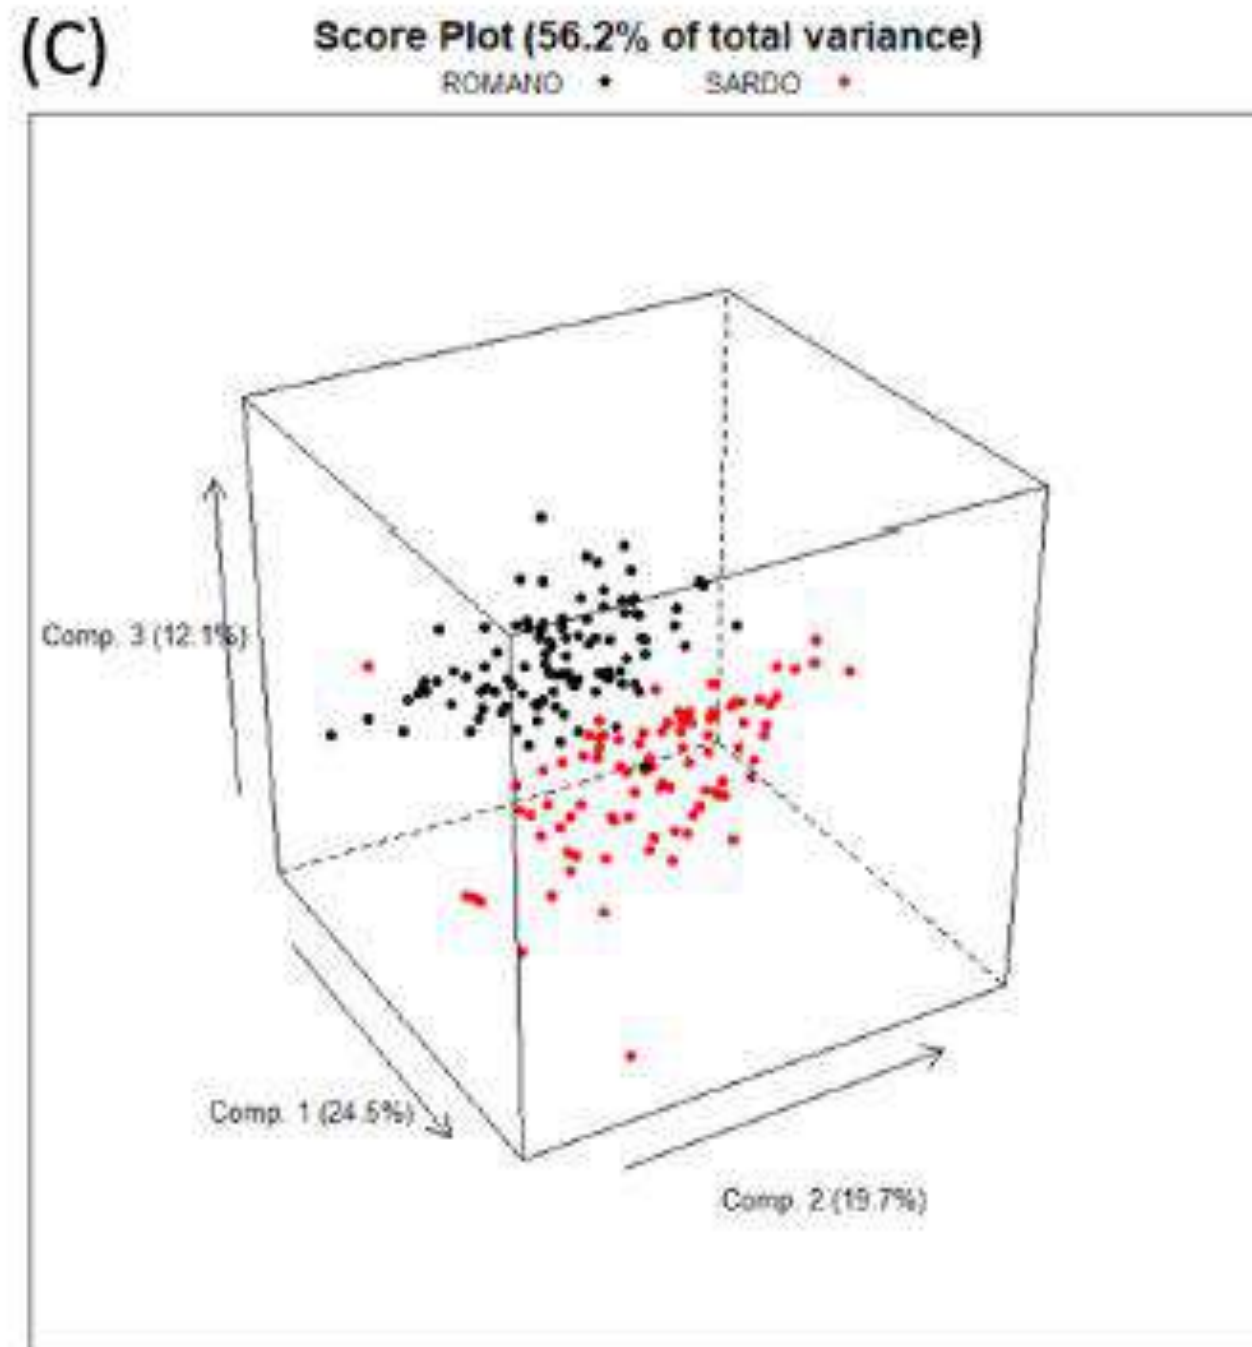 (C)
Score Plot (56.2% of total variance)
ROMANO SARDO
Comp. 3 (12.1%)
Comp. 1 (24.5%)
Comp. 2 (19.7%)